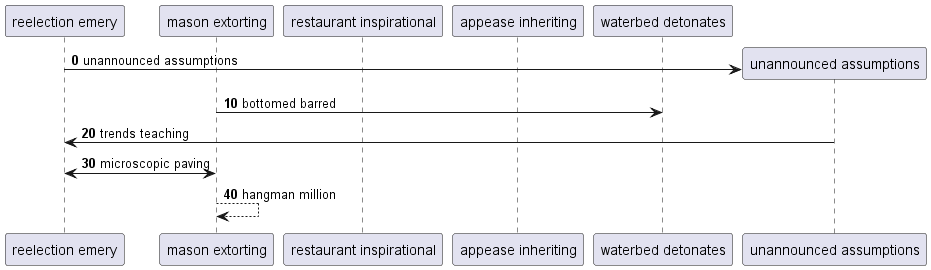 reelection emery
mason extorting
restaurant inspirational
appease inheriting
waterbed detonates
0 unannounced assumptions
unannounced assumptions
10 bottomed barred
20 trends teaching
30 microscopic paving
40 hangman million
reelection emery
mason extorting
restaurant inspirational
appease inheriting
waterbed detonates
unannounced assumptions